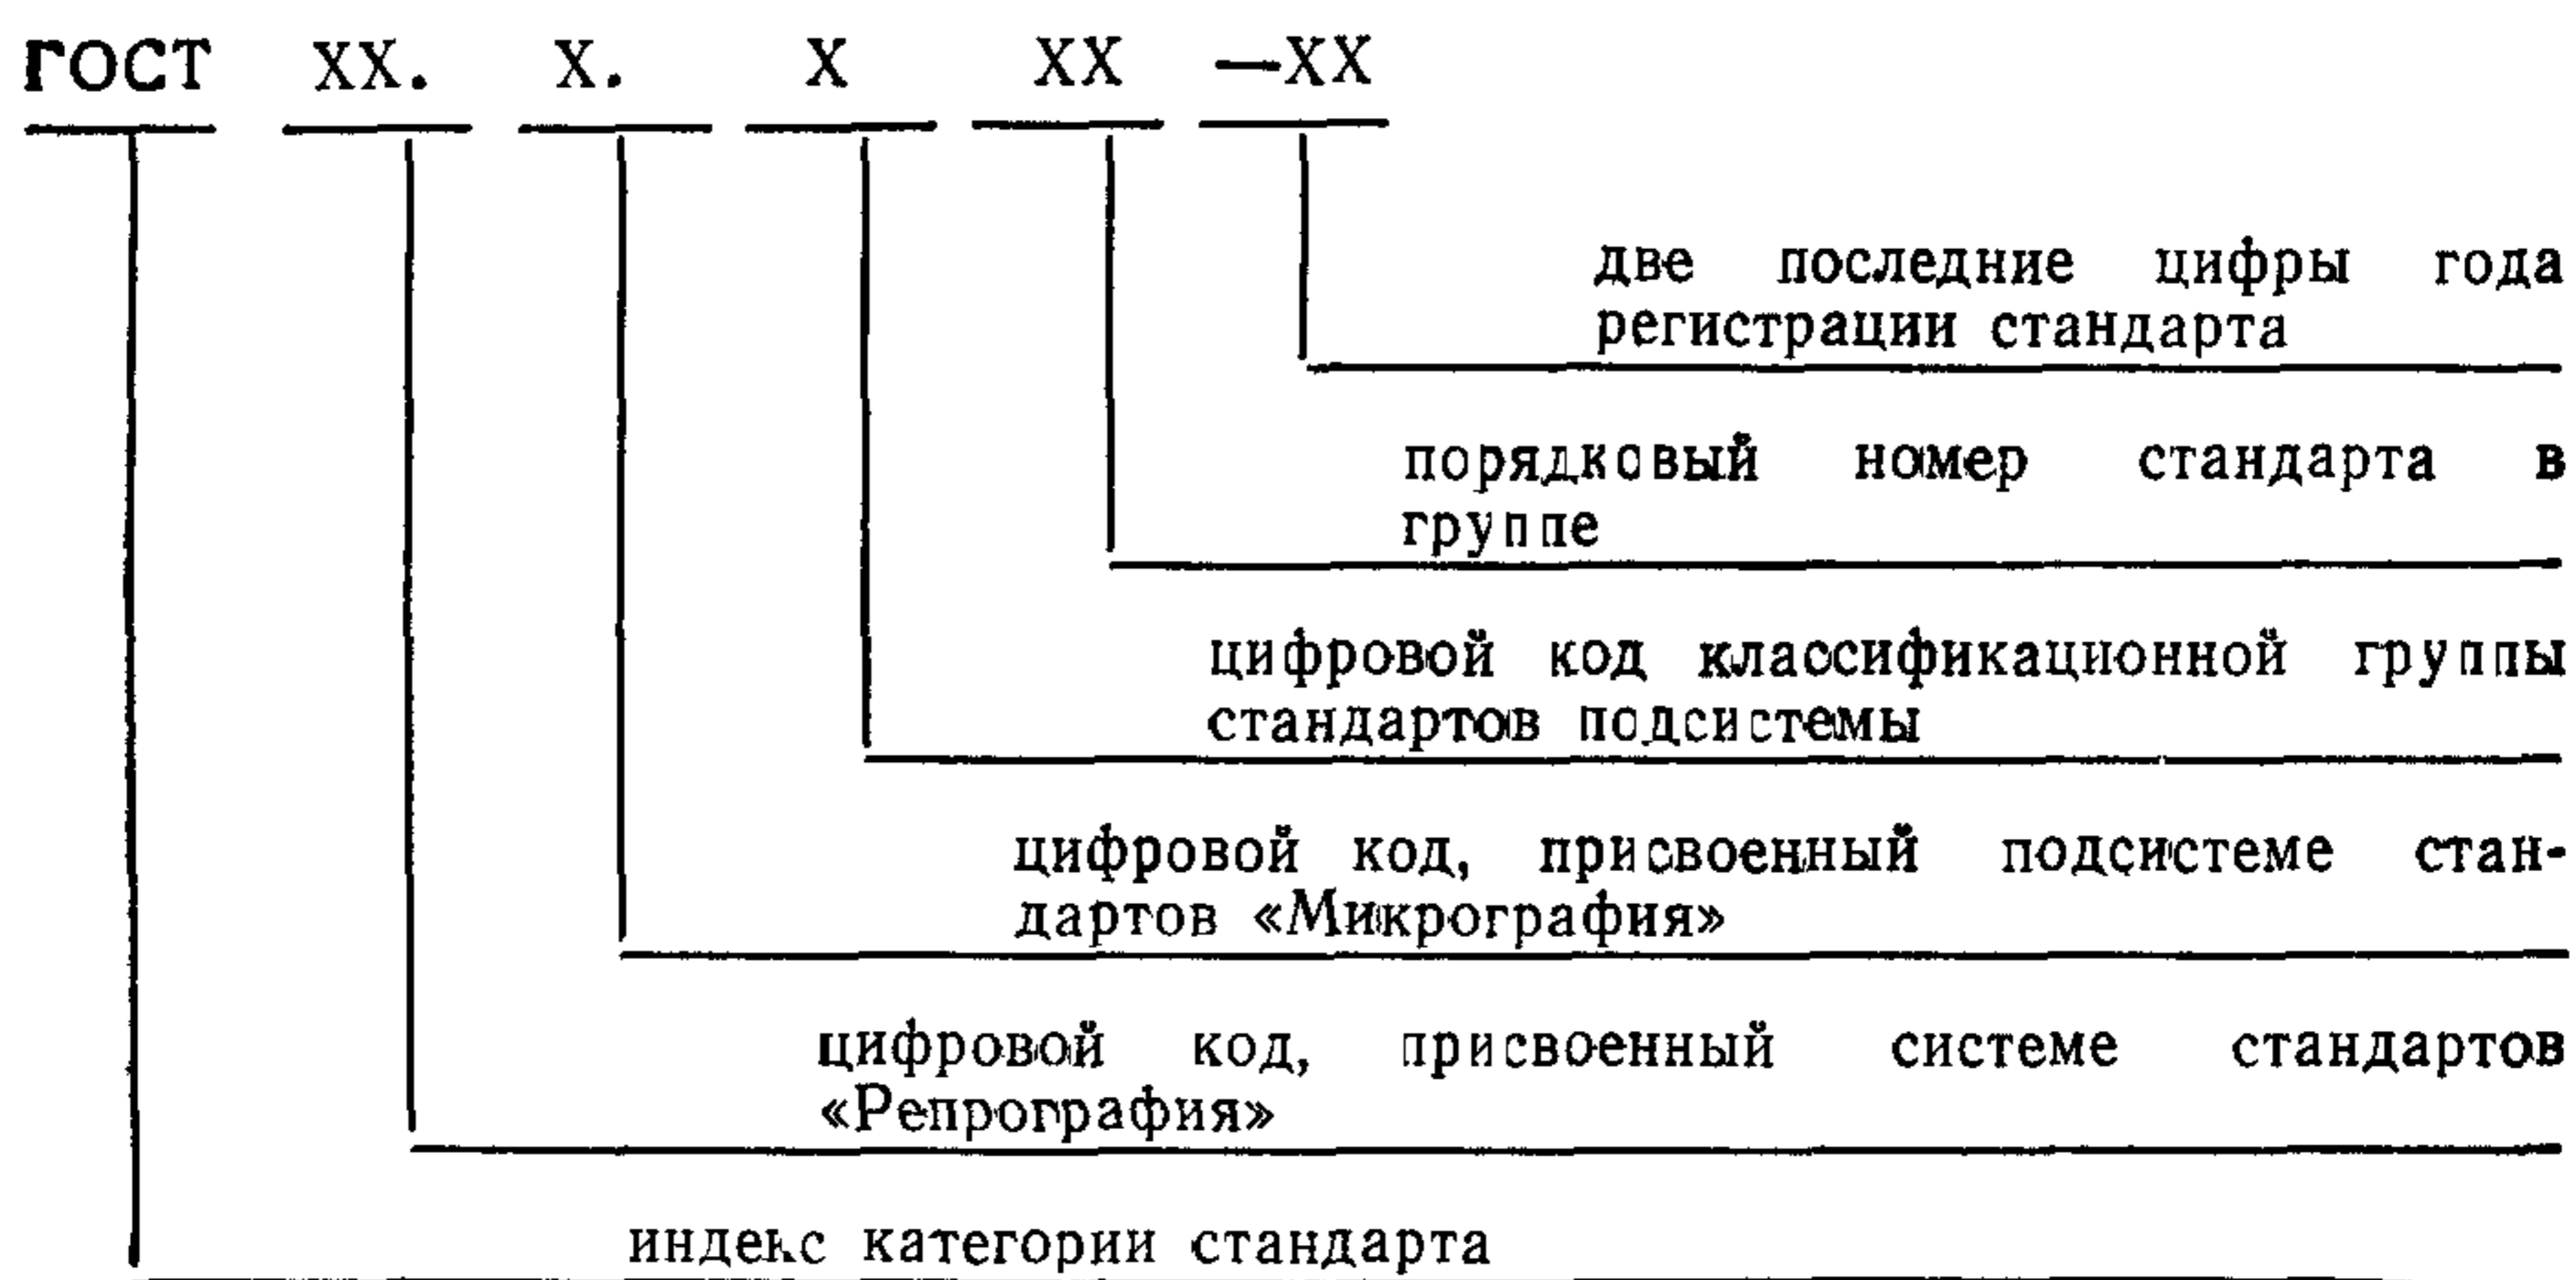 ГОСТ XX. X. X XX —XX
две последние цифры года
регистрации стандарта
порядковый номер стандарта в
группе
цифровой код классификационной группы
стандартов подсистемы
цифровой код, присвоенный подсистеме стан-
дартов «Микрография»
цифровой код, присвоенный системе стандартов
«Репрография»
индекс категории стандарта